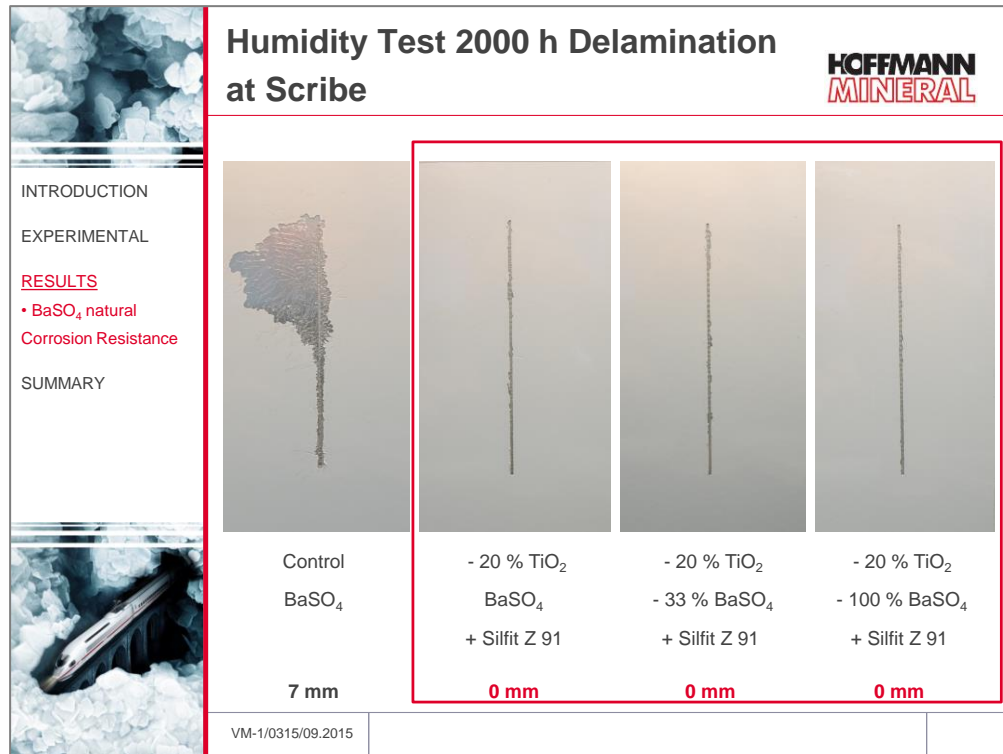 Humidity Test 2000 h Delamination
at Scribe
HOFFMANN
MINERAL
INTRODUCTION
EXPERIMENTAL
RESULTS
• BaSO₄ natural
Corrosion Resistance
SUMMARY
Control
BaSO₄
7 mm
- 20 % TiO₂
BaSO₄
+ Silfit Z 91
0 mm
- 20 % TiO₂
- 33 % BaSO₄
+ Silfit Z 91
0 mm
- 20 % TiO₂
- 100 % BaSO₄
+ Silfit Z 91
0 mm
VM-1/0315/09.2015